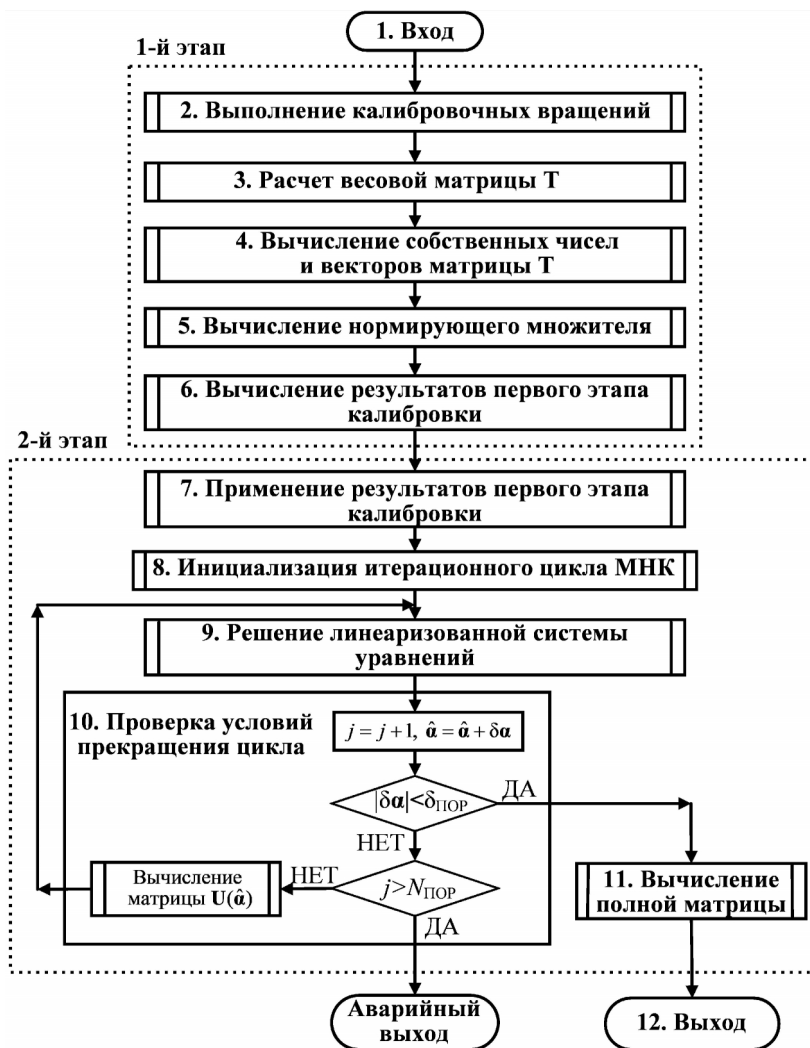 1. Вход
1-й этап
2. Выполнение калибровочных вращений
3. Расчет весовой матрицы Т
4. Вычисление собственных чисел
и векторов матрицы Т
5. Вычисление нормирующего множителя
6. Вычисление результатов первого этапа
калибровки
2-й этап
7. Применение результатов первого этапа
калибровки
8. Инициализация итерационного цикла МНК
9. Решение линеаризованной системы
уравнений
10. Проверка условий
прекращения цикла
j = j + 1, α̂ = α̂ + δα
|δα|<δПОР
ДА
НЕТ
j>NПОР
НЕТ
Вычисление
матрицы U(α̂)
ДА
11. Вычисление
полной матрицы
Аварийный
выход
12. Выход